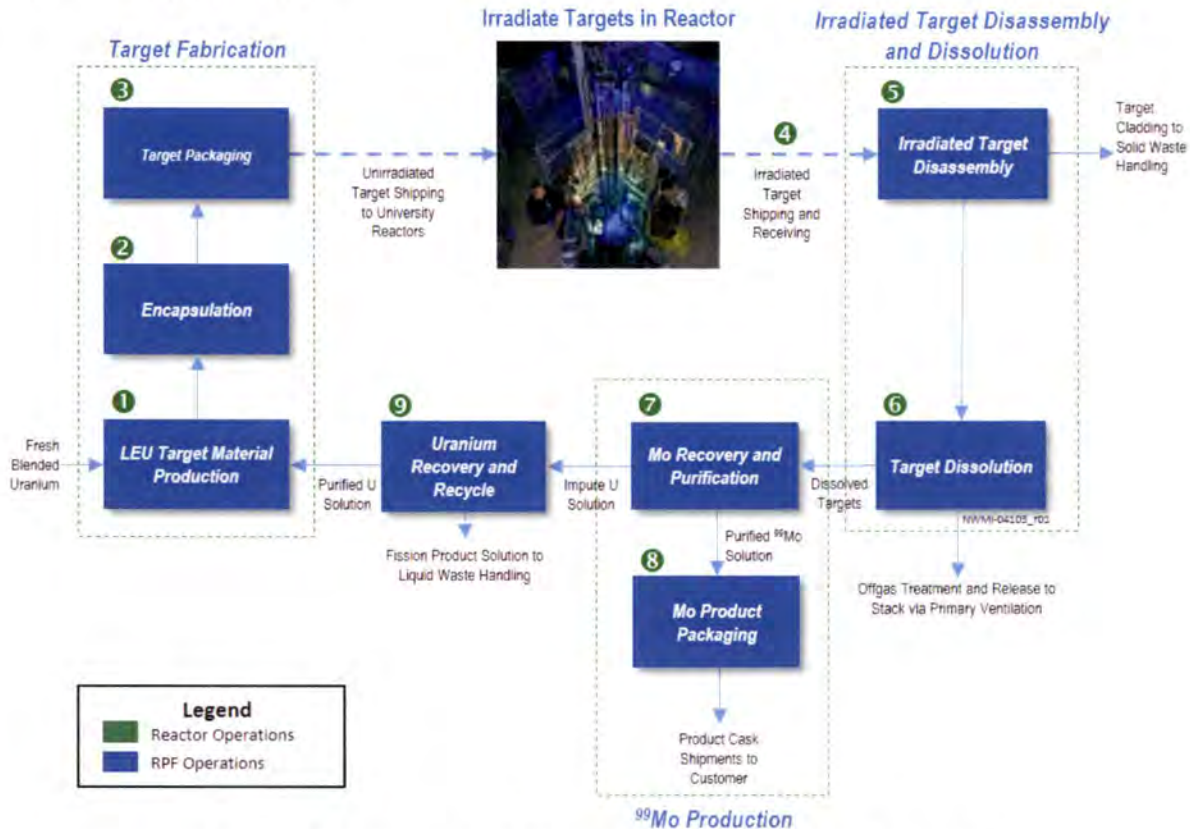 Irradiate Targets in Reactor
Irradiated Target Disassembly
and Dissolution
Target Fabrication
3
Target Packaging
Unirradiated
Target Shipping
to University
Reactors
4
Irradiated
Target
Shipping and
Receiving
5
Irradiated Target
Disassembly
Target
Cladding to
Solid Waste
Handling
2
Encapsulation
1
LEU Target Material
Production
Fresh
Blended
Uranium
Purified U
Solution
9
Uranium
Recovery and
Recycle
Impute U
Solution
7
Mo Recovery and
Purification
Dissolved
Targets
6
Target Dissolution
NWMI-04103_r01
Fission Product Solution to
Liquid Waste Handling
Purified ⁹⁹Mo
Solution
8
Mo Product
Packaging
Offgas Treatment and Release to
Stack via Primary Ventilation
Product Cask
Shipments to
Customer
⁹⁹Mo Production
Legend
Reactor Operations
RPF Operations